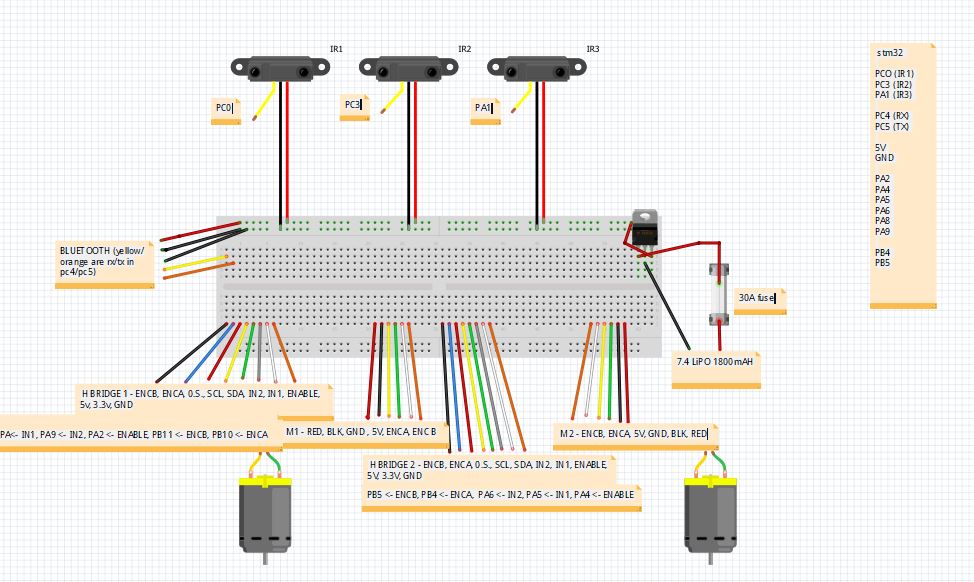 IR1
IR2
IR3
stm32
PC0
PC3
PA1
PC0 (IR1)
PC3 (IR2)
PA1 (IR3)
PC4 (RX)
PC5 (TX)
5V
GND
PA2
PA4
PA5
PA6
PA8
PA9
PB4
PB5
BLUETOOTH (yellow/
orange are rx/tx in
pc4/pc5)
30A fuse
7.4 LiPO 1800 mAH
H BRIDGE 1 - ENCB, ENCA, 0.S., SCL, SDA, IN2, IN1, ENABLE,
5v, 3.3v, GND
PA<- IN1, PA9 <- IN2, PA2 <- ENABLE, PB11 <- ENCB, PB10 <- ENCA
M1 - RED, BLK, GND , 5V, ENCA, ENC B
M2 - ENCB, ENCA, 5V, GND, BLK, RED
H BRIDGE 2 - ENCB, ENCA, 0.S., SCL, SDA, IN2, IN1, ENABLE,
5V, 3.3V, GND
PB5 <- ENCB, PB4 <- ENCA, PA6 <- IN2, PA5 <- IN1, PA4 <- ENABLE